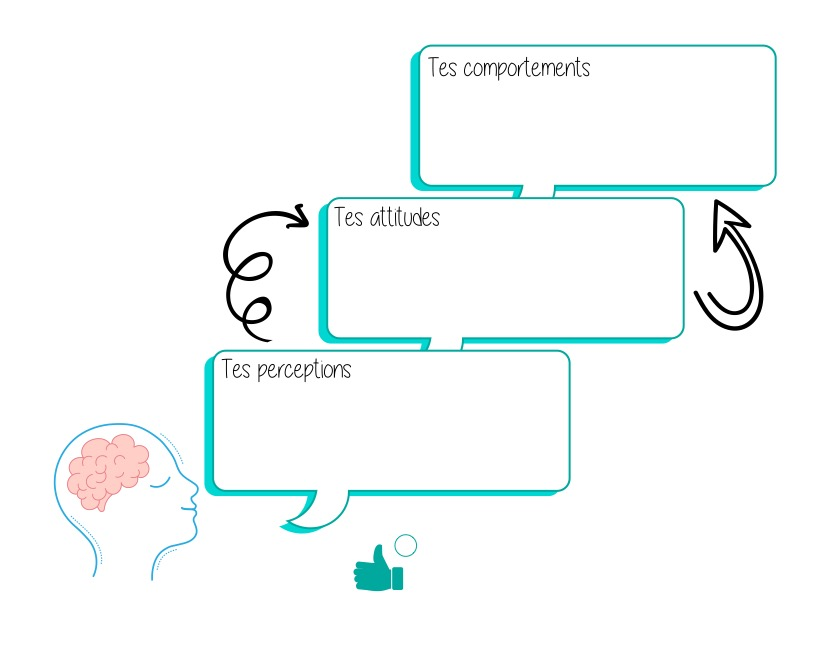 Tes comportements
Tes attitudes
Tes perceptions